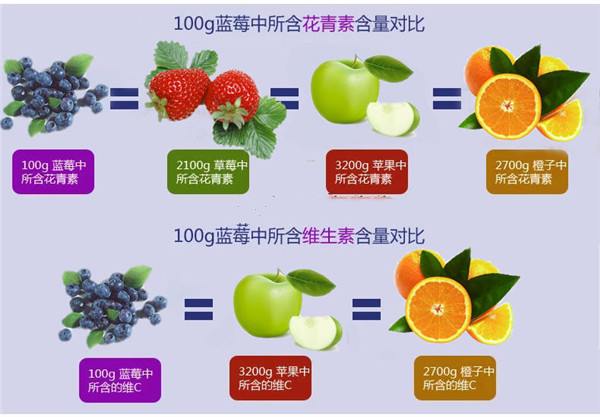 100g蓝莓中所含花青素含量对比
100g 蓝莓中
所含花青素
2100g 草莓中
所含花青素
3200g 苹果中
所含花青素
2700g 橙子中
所含花青素
100g蓝莓中所含维生素含量对比
100g 蓝莓中
所含的维C
3200g 苹果中
所含的维C
2700g 橙子中
所含的维C